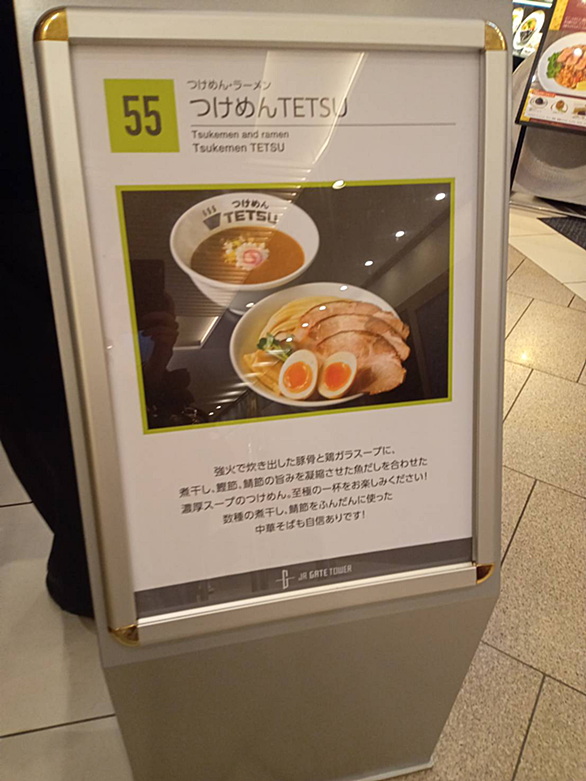 55
つけめん・ラーメン
つけめんTETSU
Tsukemen and ramen
Tsukemen TETSU
つけめん
TETSU
強火で炊き出した豚骨と鶏ガラスープに、
煮干し、鰹節、鯖節の旨みを凝縮させた魚だしを合わせた
濃厚スープのつけめん。至極の一杯をお楽しみください!
数種の煮干し、鯖節をふんだんに使った
中華そばも自信ありです!
JR GATE TOWER